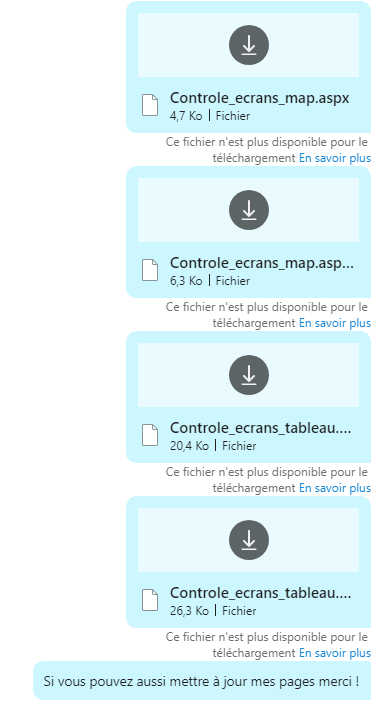 Controle_ecrans_map.aspx
4,7 Ko | Fichier
Ce fichier n'est plus disponible pour le
téléchargement En savoir plus
Controle_ecrans_map.asp...
6,3 Ko | Fichier
Ce fichier n'est plus disponible pour le
téléchargement En savoir plus
Controle_ecrans_tableau....
20,4 Ko | Fichier
Ce fichier n'est plus disponible pour le
téléchargement En savoir plus
Controle_ecrans_tableau....
26,3 Ko | Fichier
Ce fichier n'est plus disponible pour le
téléchargement En savoir plus
Si vous pouvez aussi mettre à jour mes pages merci !